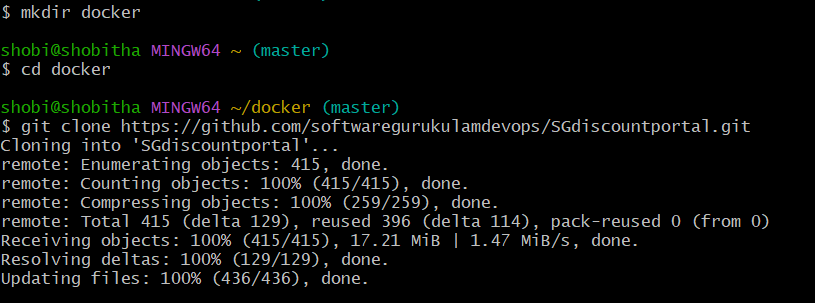 $ mkdir docker
shobi@shobitha MINGW64 ~ (master)
$ cd docker
shobi@shobitha MINGW64 ~/docker (master)
$ git clone https://github.com/softwaregurukulamdevops/SGdiscountportal.git
Cloning into 'SGdiscountportal'...
remote: Enumerating objects: 415, done.
remote: Counting objects: 100% (415/415), done.
remote: Compressing objects: 100% (259/259), done.
remote: Total 415 (delta 129), reused 396 (delta 114), pack-reused 0 (from 0)
Receiving objects: 100% (415/415), 17.21 MiB | 1.47 MiB/s, done.
Resolving deltas: 100% (129/129), done.
Updating files: 100% (436/436), done.